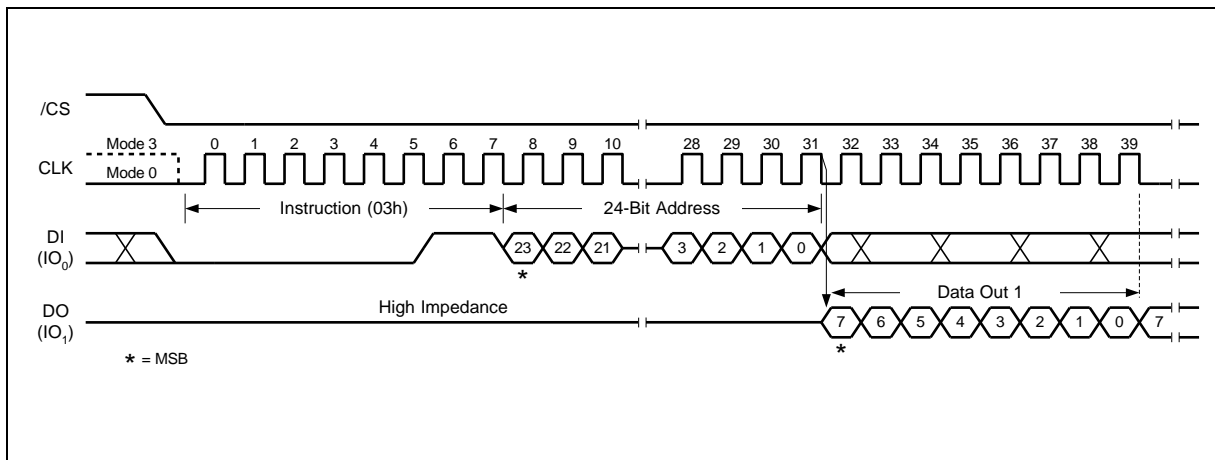 /CS
Mode 3 0 1 2 3 4 5 6 7 8 9 10 28 29 30 31 32 33 34 35 36 37 38 39
CLK
Mode 0
Instruction (03h) 24-Bit Address
DI
(IO0)
23 22 21 3 2 1 0
*
High Impedance Data Out 1
DO
(IO1)
7 6 5 4 3 2 1 0 7
*
* = MSB